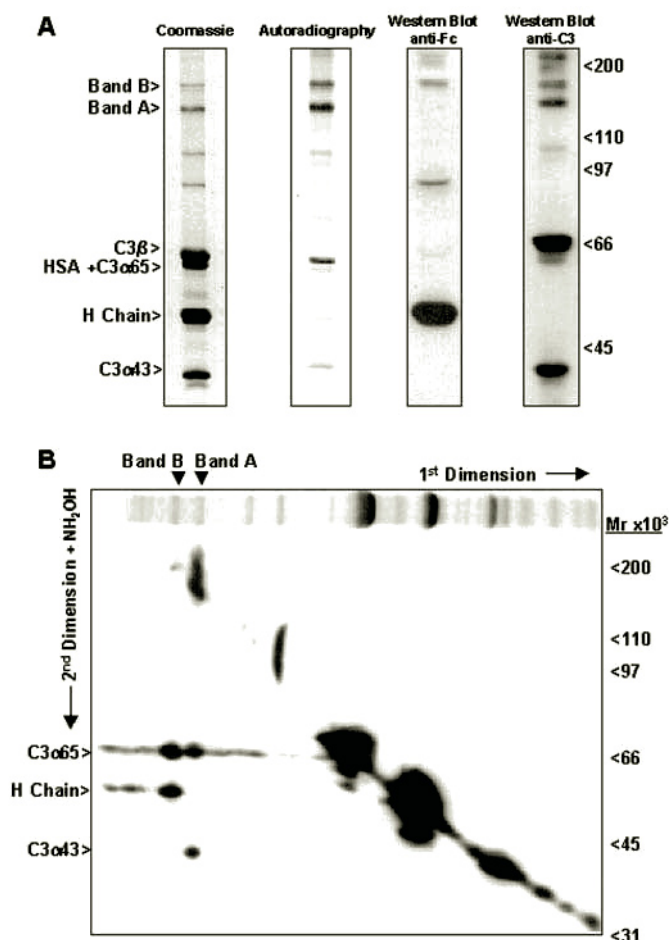 A
Coomassie
Autoradiography
Western Blot
anti-Fc
Western Blot
anti-C3
Band B>
Band A>
C3β>
HSA +C3α65>
H Chain>
C3α43>
<200
<110
<97
<66
<45
B
Band B
Band A
1st Dimension
2nd Dimension + NH2OH
Mr x10³
<200
<110
<97
<66
<45
<31
C3α65>
H Chain>
C3α43>